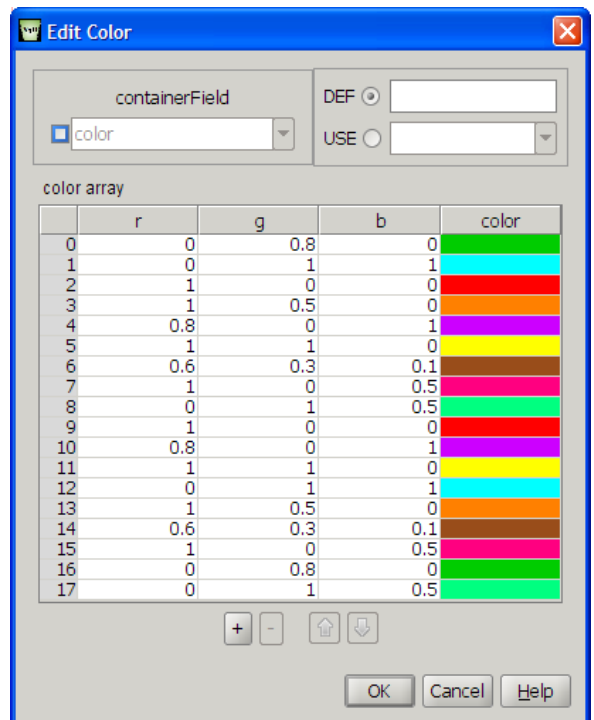 Edit Color
containerField
color
DEF
USE
color array
r g b color
0 0 0.8 0
1 0 1 1
2 1 0 0
3 1 0.5 0
4 0.8 0 1
5 1 1 0
6 0.6 0.3 0.1
7 1 0 0.5
8 0 1 0.5
9 1 0 0
10 0.8 0 1
11 1 1 0
12 0 1 1
13 1 0.5 0
14 0.6 0.3 0.1
15 1 0 0.5
16 0 0.8 0
17 0 1 0.5
+ -
OK Cancel Help